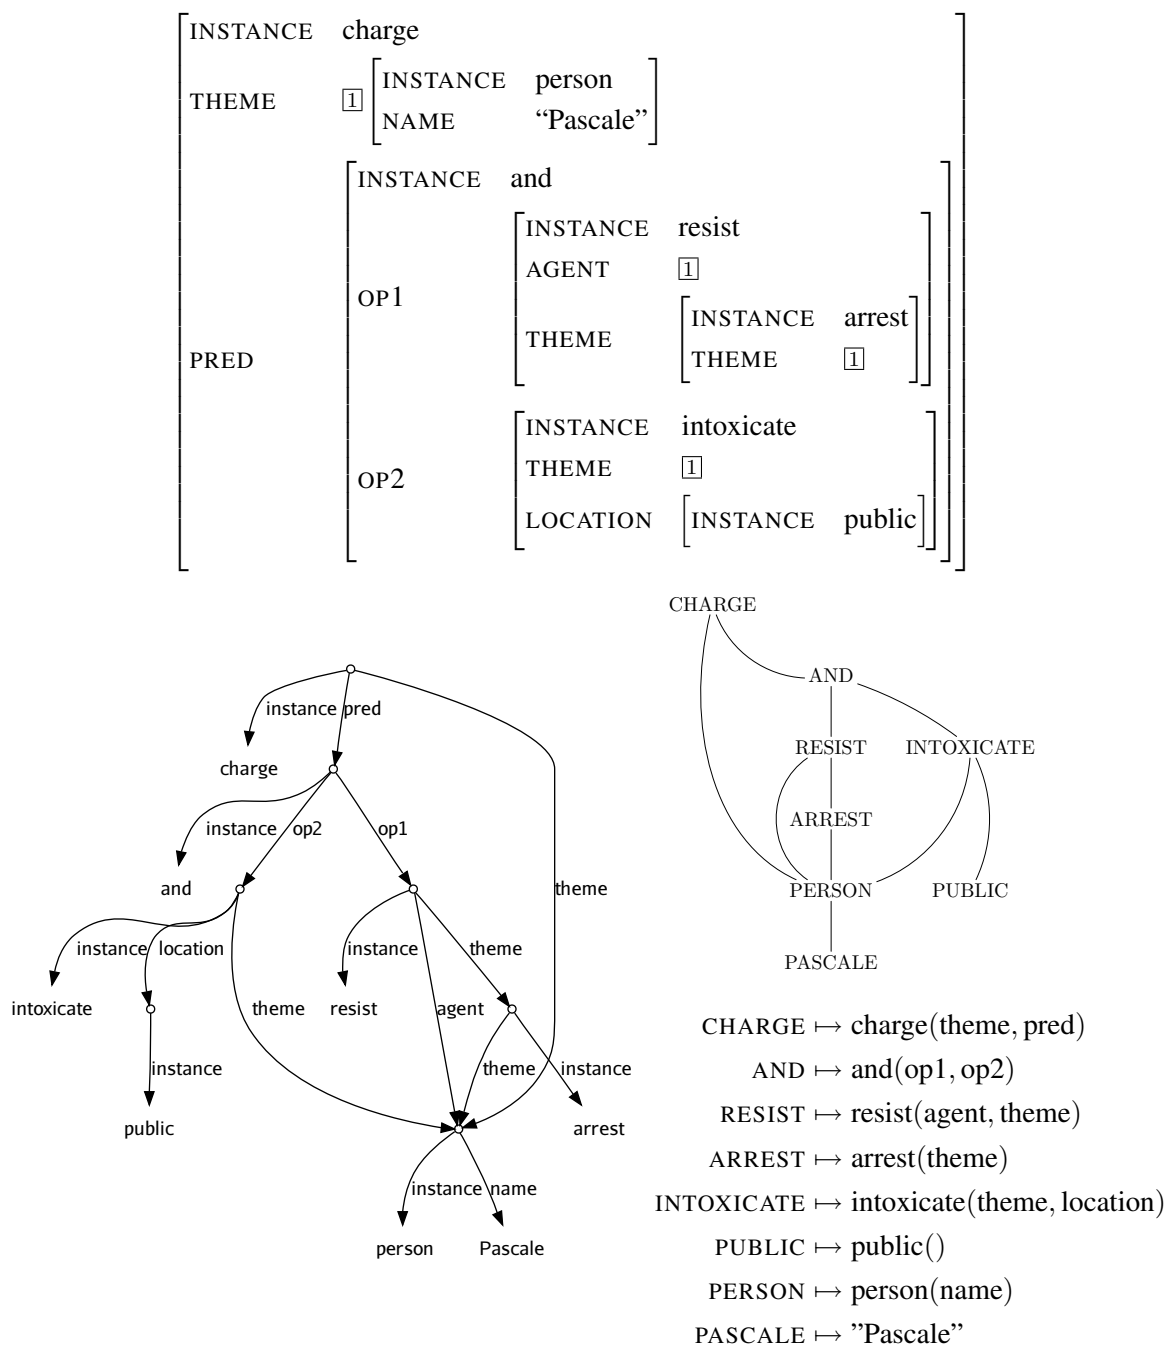 INSTANCE charge
THEME 1 INSTANCE person
NAME “Pascale”
PRED INSTANCE and
OP1 INSTANCE resist
AGENT 1
THEME INSTANCE arrest
THEME 1
OP2 INSTANCE intoxicate
THEME 1
LOCATION INSTANCE public
instance pred
charge
instance op2 op1
and
theme
instance location
instance
theme
intoxicate
theme
resist
agent
instance
theme
instance
public
arrest
instance name
person Pascale
CHARGE
AND
RESIST INTOXICATE
ARREST
PERSON PUBLIC
PASCALE
CHARGE ↦ charge(theme, pred)
AND ↦ and(op1, op2)
RESIST ↦ resist(agent, theme)
ARREST ↦ arrest(theme)
INTOXICATE ↦ intoxicate(theme, location)
PUBLIC ↦ public()
PERSON ↦ person(name)
PASCALE ↦ ”Pascale”